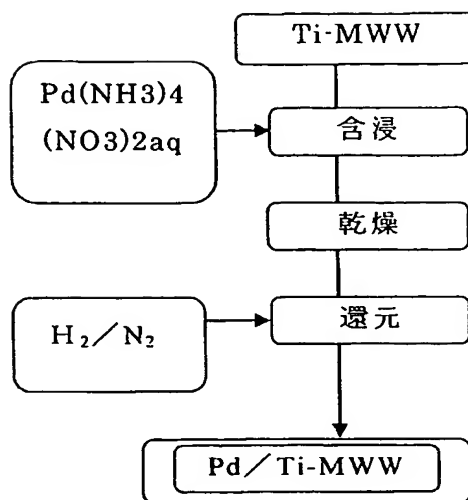 Ti-MWW
Pd(NH3)4
(NO3)2aq
含浸
乾燥
還元
H₂／N₂
Pd／Ti-MWW